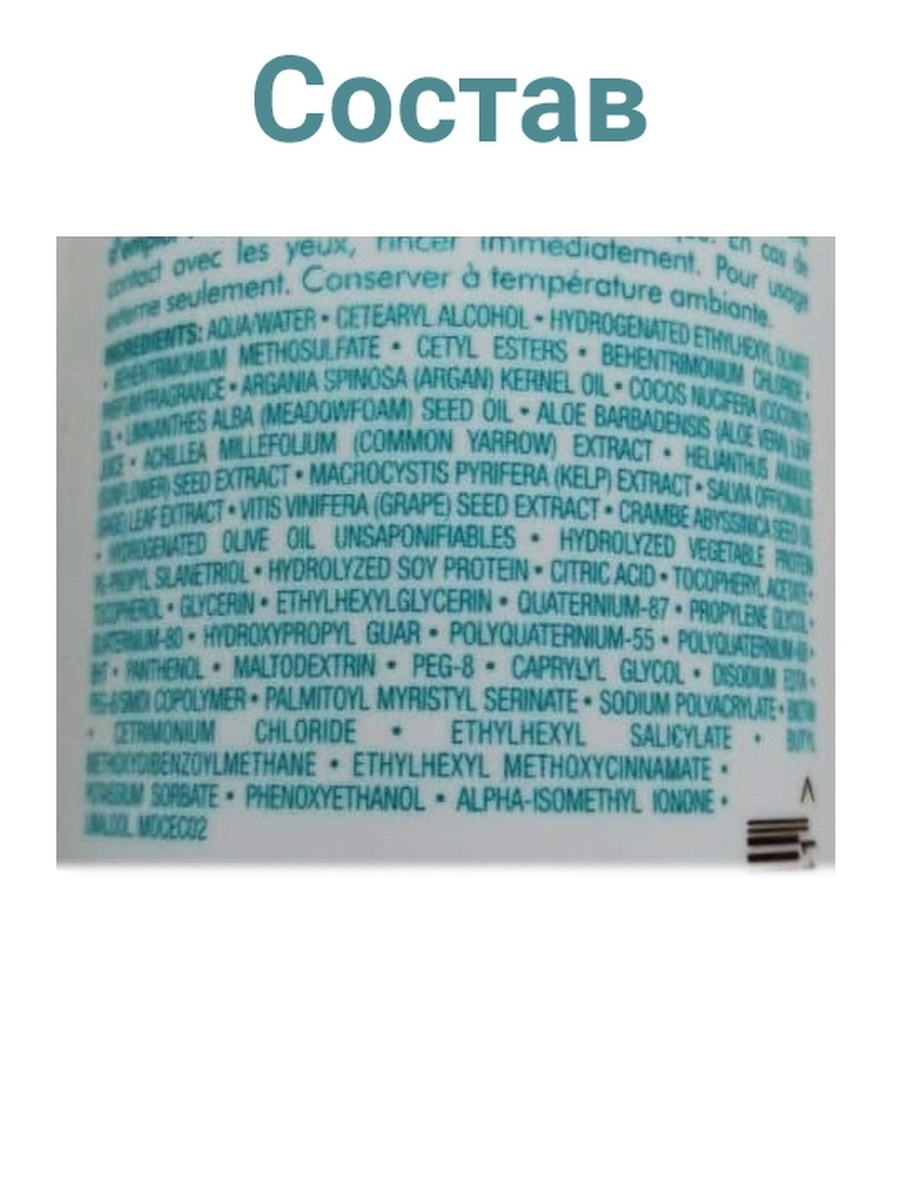 Состав
En cas de
contact avec les yeux, rincer immédiatement. Pour usage
externe seulement. Conserver à température ambiante.
INGREDIENTS: AQUA/WATER • CETEARYL ALCOHOL • HYDROGENATED ETHYLHEXYL
• BEHENTRIMONIUM METHOSULFATE • CETYL ESTERS • BEHENTRIMONIUM CHLORIDE •
PARFUM/FRAGRANCE • ARGANIA SPINOSA (ARGAN) KERNEL OIL • COCOS NUCIFERA (COCONUT)
OIL • LIMNANTHES ALBA (MEADOWFOAM) SEED OIL • ALOE BARBADENSIS (ALOE VERA) LEAF
JUICE • ACHILLEA MILLEFOLIUM (COMMON YARROW) EXTRACT • HELIANTHUS
SEED EXTRACT • MACROCYSTIS PYRIFERA (KELP) EXTRACT • SALVIA
LEAF EXTRACT • VITIS VINIFERA (GRAPE) SEED EXTRACT • CRAMBE ABYSSINICA SEED OIL
• HYDROGENATED OLIVE OIL UNSAPONIFIABLES • HYDROLYZED VEGETABLE PROTEIN
PG-PROPYL SILANETRIOL • HYDROLYZED SOY PROTEIN • CITRIC ACID • TOCOPHERYL ACETATE •
TOCOPHEROL • GLYCERIN • ETHYLHEXYLGLYCERIN • QUATERNIUM-87 • PROPYLENE GLYCOL •
QUATERNIUM-80 • HYDROXYPROPYL GUAR • POLYQUATERNIUM-55 •
• PANTHENOL • MALTODEXTRIN • PEG-8 • CAPRYLYL GLYCOL • DISODIUM EDTA •
COPOLYMER • PALMITOYL MYRISTYL SERINATE • SODIUM POLYACRYLATE • BIOTIN
• CETRIMONIUM CHLORIDE • ETHYLHEXYL SALICYLATE • BUTYL
METHOXYDIBENZOYLMETHANE • ETHYLHEXYL METHOXYCINNAMATE •
POTASSIUM SORBATE • PHENOXYETHANOL • ALPHA-ISOMETHYL IONONE •
LINALOOL MOCEC02